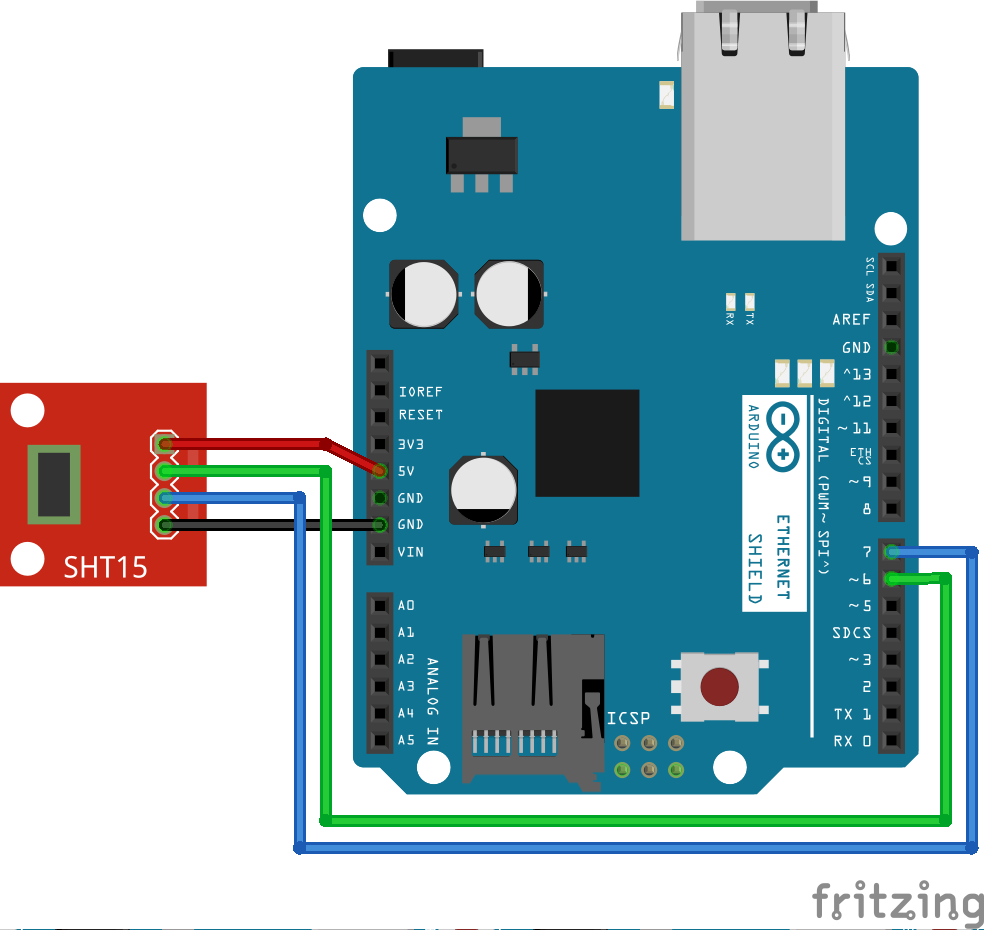 SCL
SDA
AREF
GND
^13
^12
~11
ETH
CS
~9
8
RX
TX
IOREF
RESET
3V3
5V
GND
GND
VIN
ARDUINO
ETHERNET
SHIELD
DIGITAL (PWM~ SPI^)
SHT15
7
~6
~5
SDCS
~3
2
TX 1
RX 0
A0
A1
A2
A3
A4
A5
ANALOG IN
ICSP
fritzing